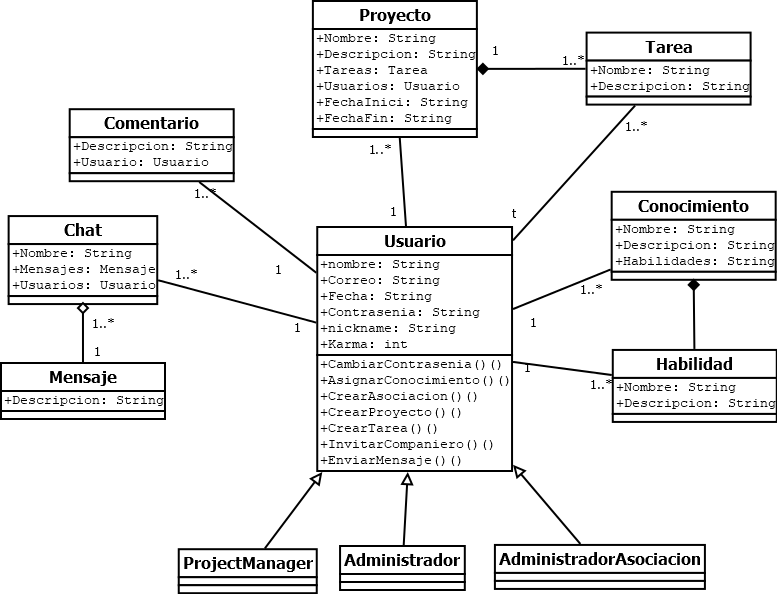 Proyecto
+Nombre: String
+Descripcion: String
+Tareas: Tarea
+Usuarios: Usuario
+FechaInici: String
+FechaFin: String
1
1..*
Tarea
+Nombre: String
+Descripcion: String
1..*
t
Comentario
+Descripcion: String
+Usuario: Usuario
1..*
1
1..*
1
Chat
+Nombre: String
+Mensajes: Mensaje
+Usuarios: Usuario
1..*
1
1..*
1
Mensaje
+Descripcion: String
Usuario
+nombre: String
+Correo: String
+Fecha: String
+Contrasenia: String
+nickname: String
+Karma: int
+CambiarContrasenia()()
+AsignarConocimiento()()
+CrearAsociacion()()
+CrearProyecto()()
+CrearTarea()()
+InvitarCompaniero()()
+EnviarMensaje()()
Conocimiento
+Nombre: String
+Descripcion: String
+Habilidades: String
1..*
1
1
1..*
Habilidad
+Nombre: String
+Descripcion: String
ProjectManager
Administrador
AdministradorAsociacion